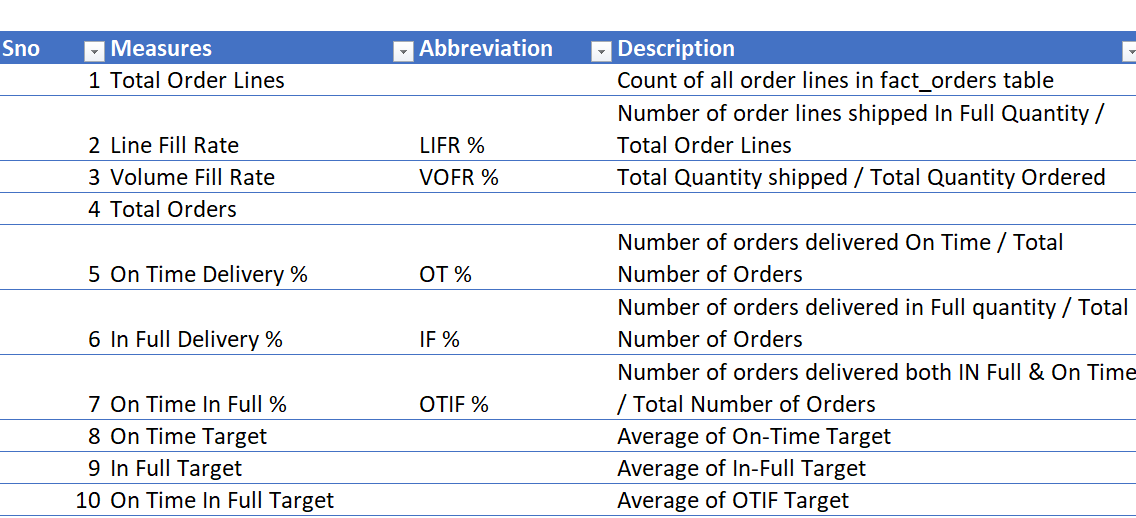 Sno Measures Abbreviation Description
1 Total Order Lines Count of all order lines in fact_orders table
Number of order lines shipped In Full Quantity /
2 Line Fill Rate LIFR % Total Order Lines
3 Volume Fill Rate VOFR % Total Quantity shipped / Total Quantity Ordered
4 Total Orders
Number of orders delivered On Time / Total
5 On Time Delivery % OT % Number of Orders
Number of orders delivered in Full quantity / Total
6 In Full Delivery % IF % Number of Orders
Number of orders delivered both IN Full & On Time
7 On Time In Full % OTIF % / Total Number of Orders
8 On Time Target Average of On-Time Target
9 In Full Target Average of In-Full Target
10 On Time In Full Target Average of OTIF Target